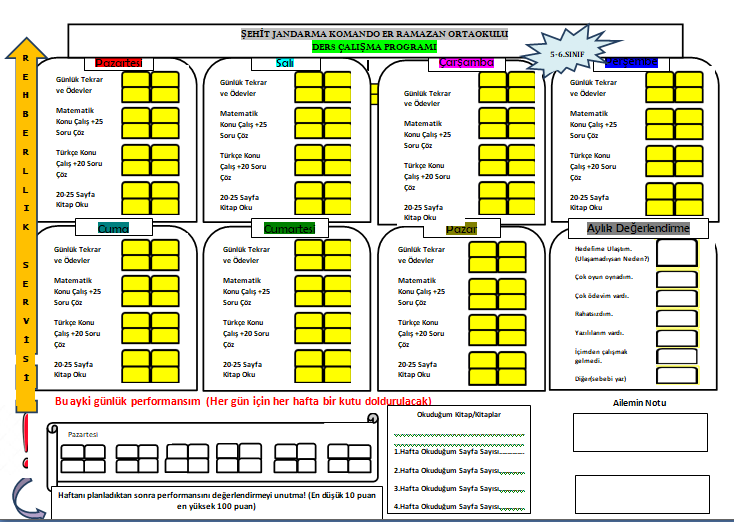 ŞEHİT JANDARMA KOMANDO ER RAMAZAN ORTAOKULU
DERS ÇALIŞMA PROGRAMI
5-6.SINIF
REHBERLİK SERVİSİ
Pazartesi
Günlük Tekrar
ve Ödevler
Matematik
Konu Çalış +25
Soru Çöz
Türkçe Konu
Çalış +20 Soru
Çöz
20-25 Sayfa
Kitap Oku
Salı
Günlük Tekrar
ve Ödevler
Matematik
Konu Çalış +25
Soru Çöz
Türkçe Konu
Çalış +20 Soru
Çöz
20-25 Sayfa
Kitap Oku
Çarşamba
Günlük Tekrar
ve Ödevler
Matematik
Konu Çalış +25
Soru Çöz
Türkçe Konu
Çalış +20 Soru
Çöz
20-25 Sayfa
Kitap Oku
Günlük Tekrar
ve Ödevler
Matematik
Konu Çalış +25
Soru Çöz
Türkçe Konu
Çalış +20 Soru
Çöz
20-25 Sayfa
Kitap Oku
Cuma
Günlük Tekrar
ve Ödevler
Matematik
Konu Çalış +25
Soru Çöz
Türkçe Konu
Çalış +20 Soru
Çöz
20-25 Sayfa
Kitap Oku
Cumartesi
Günlük Tekrar
ve Ödevler
Matematik
Konu Çalış +25
Soru Çöz
Türkçe Konu
Çalış +20 Soru
Çöz
20-25 Sayfa
Kitap Oku
Pazar
Günlük Tekrar
ve Ödevler
Matematik
Konu Çalış +25
Soru Çöz
Türkçe Konu
Çalış +20 Soru
Çöz
20-25 Sayfa
Kitap Oku
Aylık Değerlendirme
Hedefime Ulaştım.
(Ulaşamadıysan Neden?)
Çok oyun oynadım.
Çok ödevim vardı.
Rahatsızdım.
Yazılılarım vardı.
İçimden çalışmak
gelmedi.
Diğer(sebebi yaz)
Bu ayki günlük performansım (Her gün için her hafta bir kutu doldurulacak)
Pazartesi
Haftanı planladıktan sonra performansını değerlendirmeyi unutma! (En düşük 10 puan
en yüksek 100 puan)
Okuduğum Kitap/Kitaplar
1.Hafta Okuduğum Sayfa Sayısı
2.Hafta Okuduğum Sayfa Sayısı
3.Hafta Okuduğum Sayfa Sayısı
4.Hafta Okuduğum Sayfa Sayısı
Ailemin Notu